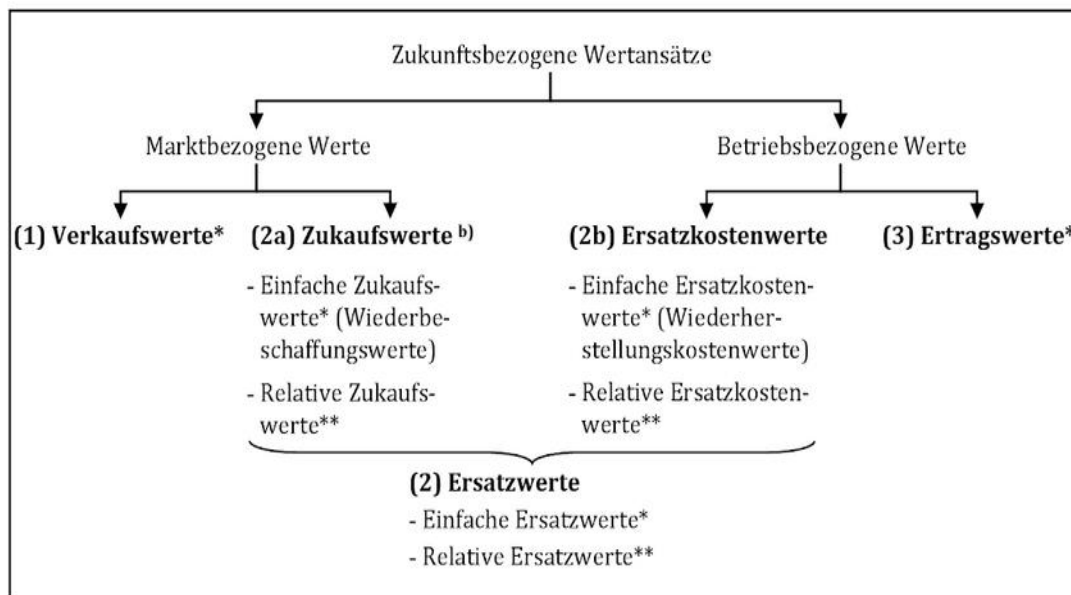 Zukunftsbezogene Wertansätze
Marktbezogene Werte
Betriebsbezogene Werte
(1) Verkaufswerte*
(2a) Zukaufswerte b)
(2b) Ersatzkostenwerte
(3) Ertragswerte*
- Einfache Zukaufs-
werte* (Wiederbe-
schaffungswerte)
- Relative Zukaufs-
werte**
- Einfache Ersatzkosten-
werte* (Wiederher-
stellungskostenwerte)
- Relative Ersatzkosten-
werte**
(2) Ersatzwerte
- Einfache Ersatzwerte*
- Relative Ersatzwerte**